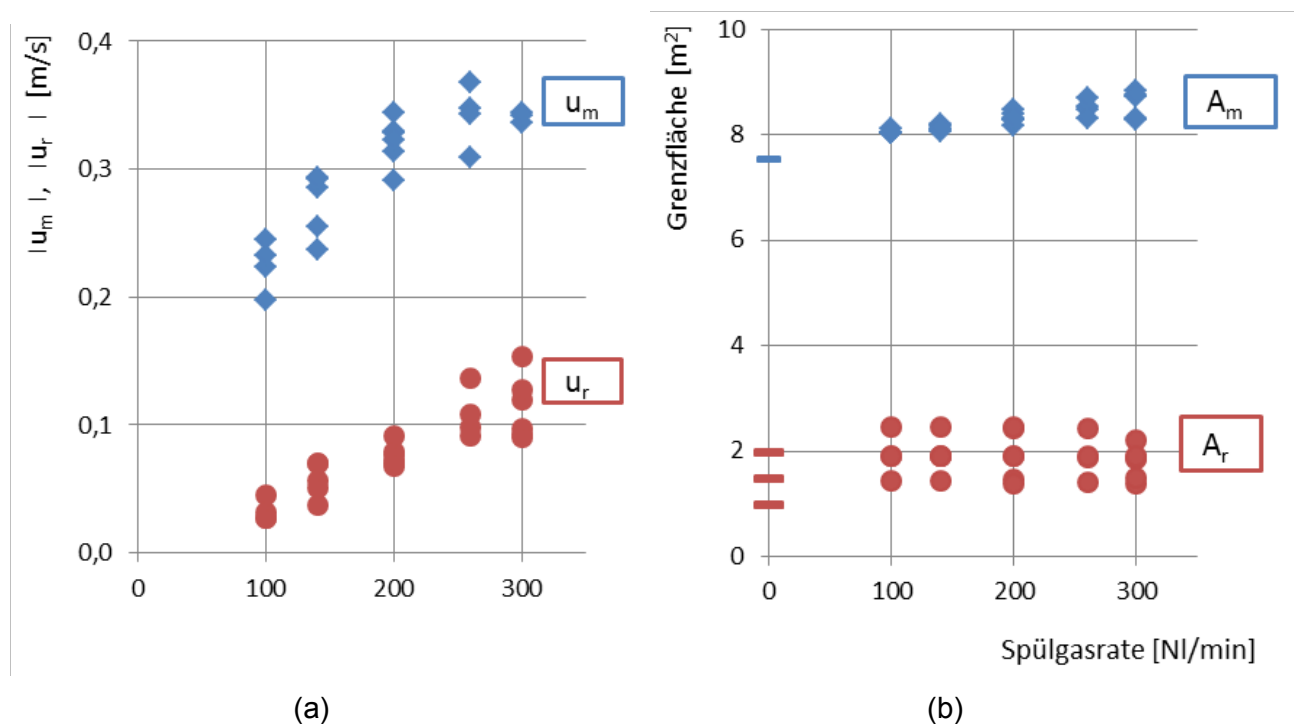 |u_m|, |u_r| [m/s]
0,4
0,3
0,2
0,1
0,0
0
100
200
300
u_m
u_r
(a)
Grenzfläche [m²]
10
8
6
4
2
0
0
100
200
300
A_m
A_r
Spülgasrate [Nl/min]
(b)